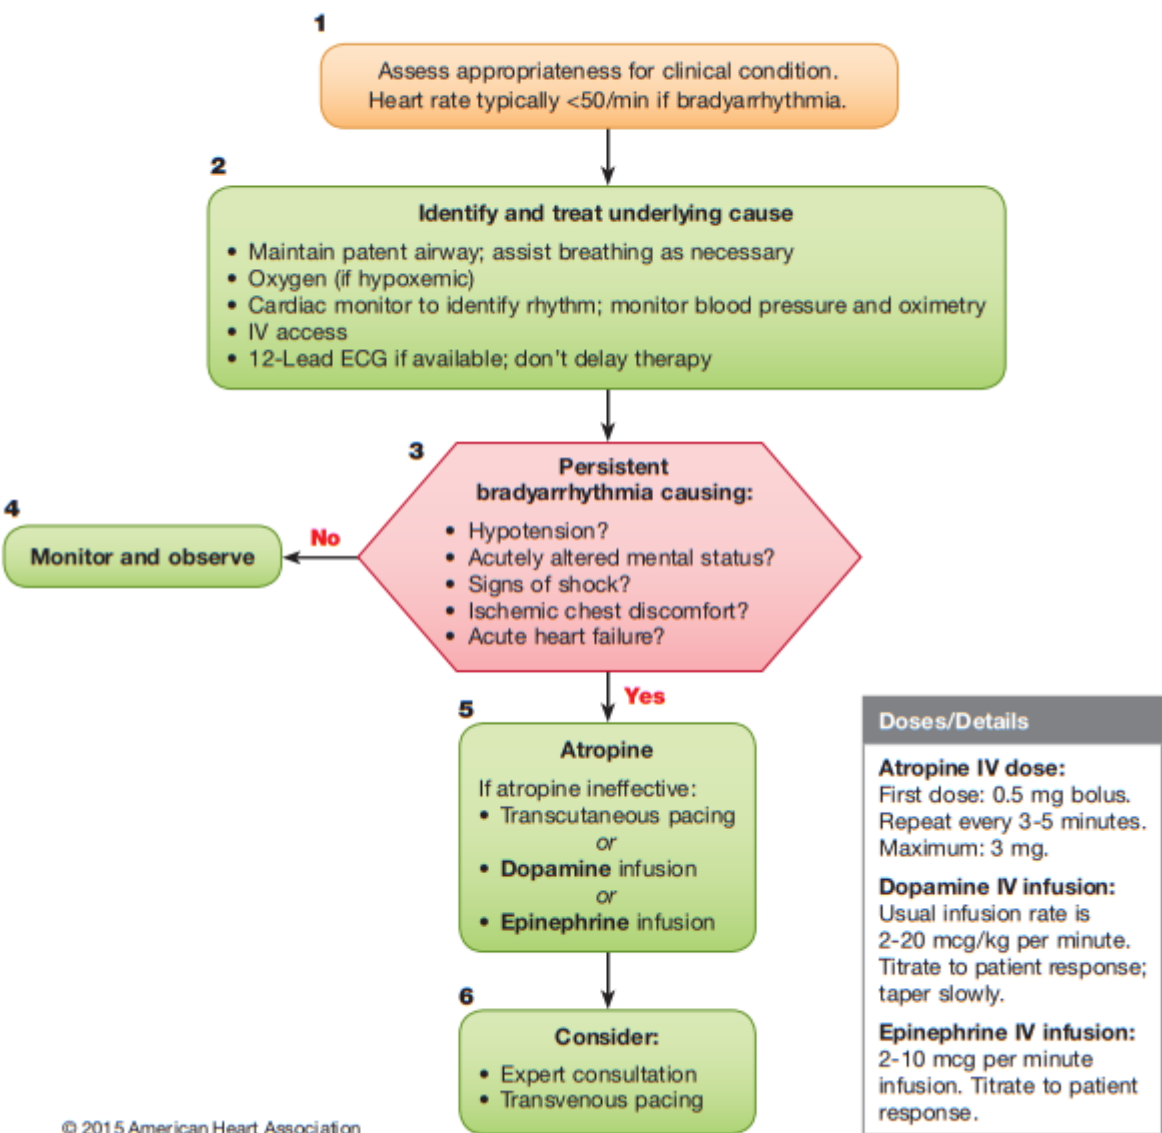 1
Assess appropriateness for clinical condition.
Heart rate typically <50/min if bradyarrhythmia.
2
Identify and treat underlying cause
• Maintain patent airway; assist breathing as necessary
• Oxygen (if hypoxemic)
• Cardiac monitor to identify rhythm; monitor blood pressure and oximetry
• IV access
• 12-Lead ECG if available; don't delay therapy
3
Persistent
bradyarrhythmia causing:
• Hypotension?
• Acutely altered mental status?
• Signs of shock?
• Ischemic chest discomfort?
• Acute heart failure?
No
4
Monitor and observe
Yes
5
Atropine
If atropine ineffective:
• Transcutaneous pacing
or
• Dopamine infusion
or
• Epinephrine infusion
6
Consider:
• Expert consultation
• Transvenous pacing
Doses/Details
Atropine IV dose:
First dose: 0.5 mg bolus.
Repeat every 3-5 minutes.
Maximum: 3 mg.
Dopamine IV infusion:
Usual infusion rate is
2-20 mcg/kg per minute.
Titrate to patient response;
taper slowly.
Epinephrine IV infusion:
2-10 mcg per minute
infusion. Titrate to patient
response.
© 2015 American Heart Association